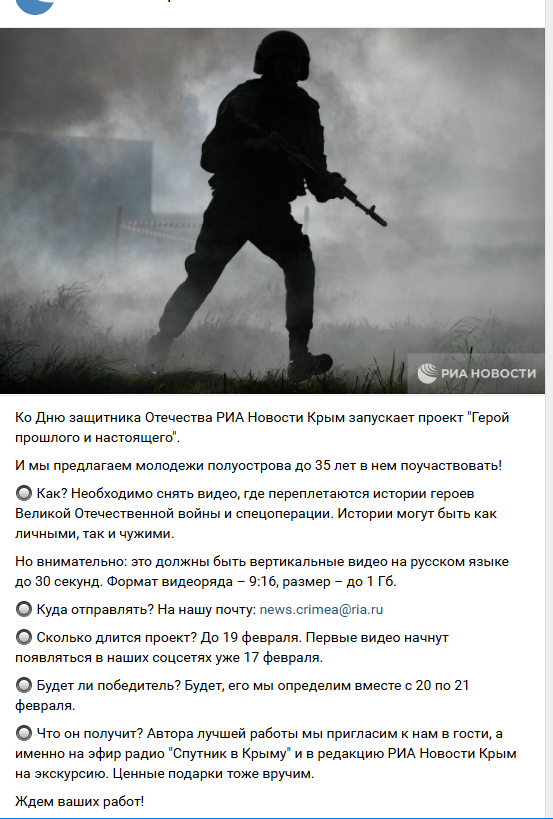 РИА НОВОСТИ
Ко Дню защитника Отечества РИА Новости Крым запускает проект "Герой
прошлого и настоящего".
И мы предлагаем молодежи полуострова до 35 лет в нем поучаствовать!
Как? Необходимо снять видео, где переплетаются истории героев
Великой Отечественной войны и спецоперации. Истории могут быть как
личными, так и чужими.
Но внимательно: это должны быть вертикальные видео на русском языке
до 30 секунд. Формат видеоряда – 9:16, размер – до 1 Гб.
Куда отправлять? На нашу почту: news.crimea@ria.ru
Сколько длится проект? До 19 февраля. Первые видео начнут
появляться в наших соцсетях уже 17 февраля.
Будет ли победитель? Будет, его мы определим вместе с 20 по 21
февраля.
Что он получит? Автора лучшей работы мы пригласим к нам в гости, а
именно на эфир радио "Спутник в Крыму" и в редакцию РИА Новости Крым
на экскурсию. Ценные подарки тоже вручим.
Ждем ваших работ!